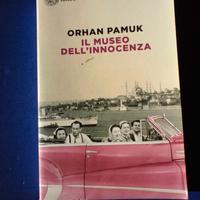 ORHAN PAMUK
IL MUSEO
DELL'INNOCENZA